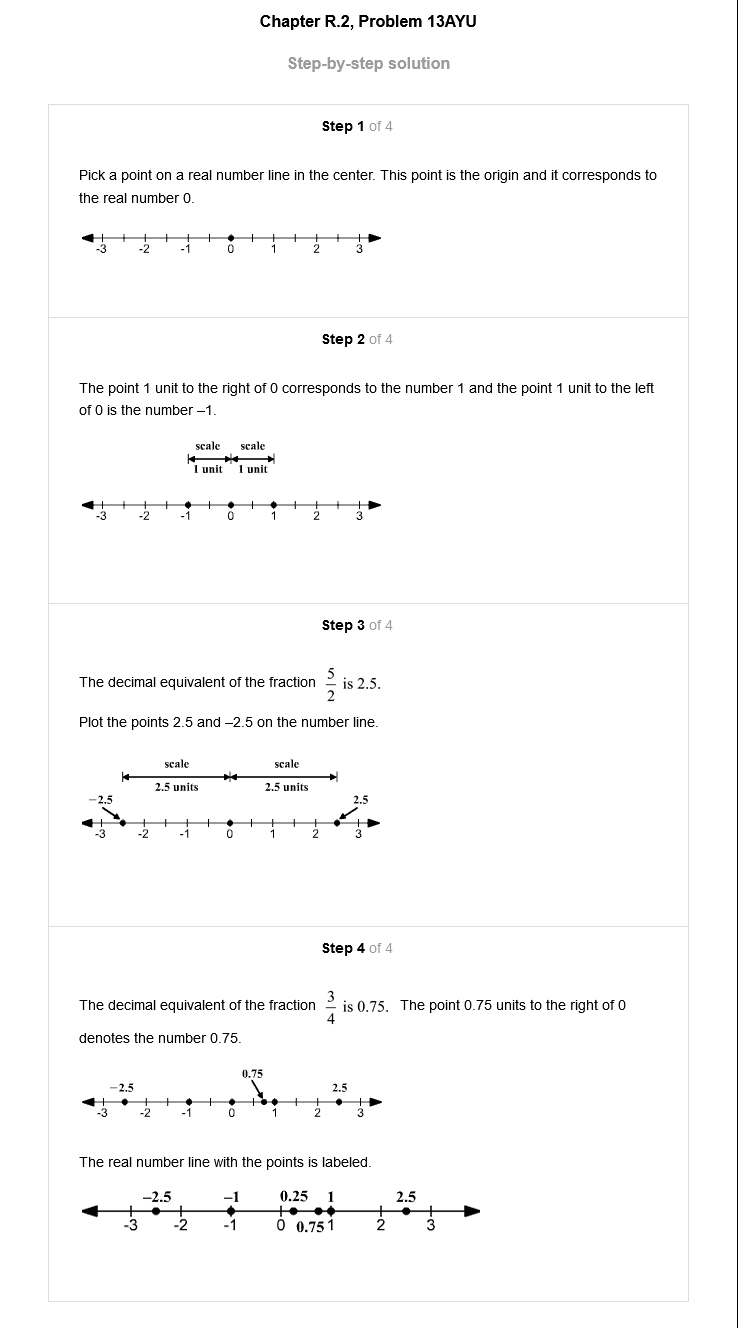 Chapter R.2, Problem 13AYU
Step-by-step solution
Step 1 of 4
Pick a point on a real number line in the center. This point is the origin and it corresponds to
the real number 0.
-3 -2 -1 0 1 2 3
Step 2 of 4
The point 1 unit to the right of 0 corresponds to the number 1 and the point 1 unit to the left
of 0 is the number –1.
scale scale
1 unit 1 unit
-3 -2 -1 0 1 2 3
Step 3 of 4
The decimal equivalent of the fraction 5/2 is 2.5.
Plot the points 2.5 and –2.5 on the number line.
scale scale
2.5 units 2.5 units
–2.5 2.5
-3 -2 -1 0 1 2 3
Step 4 of 4
The decimal equivalent of the fraction 3/4 is 0.75. The point 0.75 units to the right of 0
denotes the number 0.75.
0.75
–2.5 2.5
-3 -2 -1 0 1 2 3
The real number line with the points is labeled.
–2.5 –1 0.25 1 2.5
-3 -2 -1 0 0.75 1 2 3